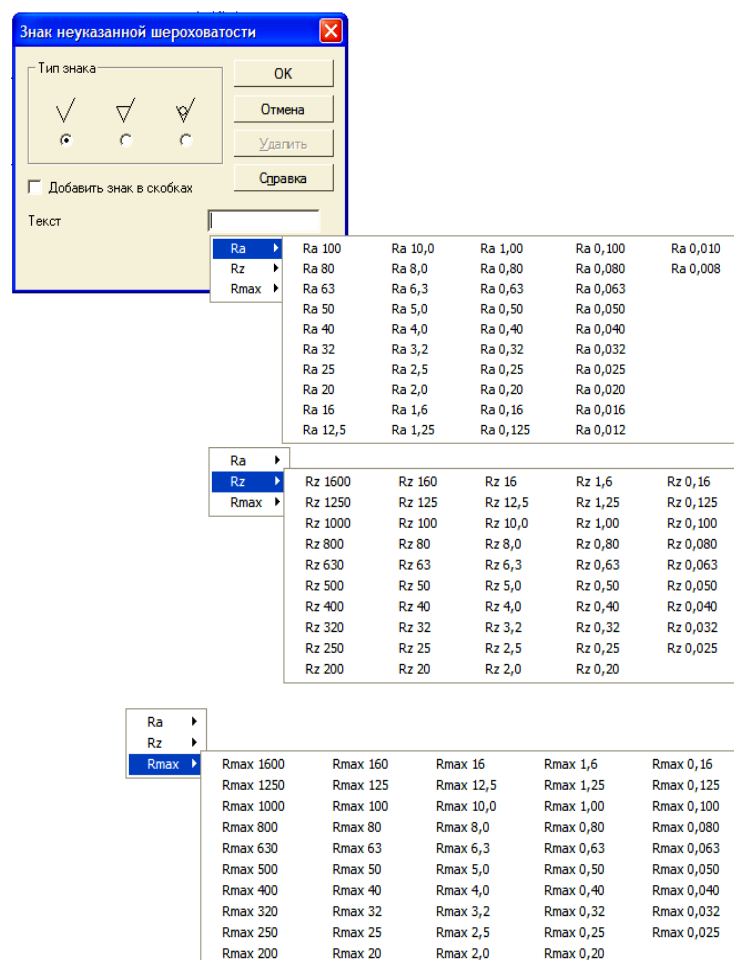 Знак неуказанной шероховатости
Тип знака
OK
Отмена
Удалить
Справка
Добавить знак в скобках
Текст
Ra
Rz
Rmax
Ra 100 Ra 10,0 Ra 1,00 Ra 0,100 Ra 0,010
Ra 80 Ra 8,0 Ra 0,80 Ra 0,080 Ra 0,008
Ra 63 Ra 6,3 Ra 0,63 Ra 0,063
Ra 50 Ra 5,0 Ra 0,50 Ra 0,050
Ra 40 Ra 4,0 Ra 0,40 Ra 0,040
Ra 32 Ra 3,2 Ra 0,32 Ra 0,032
Ra 25 Ra 2,5 Ra 0,25 Ra 0,025
Ra 20 Ra 2,0 Ra 0,20 Ra 0,020
Ra 16 Ra 1,6 Ra 0,16 Ra 0,016
Ra 12,5 Ra 1,25 Ra 0,125 Ra 0,012
Ra
Rz
Rmax
Rz 1600 Rz 160 Rz 16 Rz 1,6 Rz 0,16
Rz 1250 Rz 125 Rz 12,5 Rz 1,25 Rz 0,125
Rz 1000 Rz 100 Rz 10,0 Rz 1,00 Rz 0,100
Rz 800 Rz 80 Rz 8,0 Rz 0,80 Rz 0,080
Rz 630 Rz 63 Rz 6,3 Rz 0,63 Rz 0,063
Rz 500 Rz 50 Rz 5,0 Rz 0,50 Rz 0,050
Rz 400 Rz 40 Rz 4,0 Rz 0,40 Rz 0,040
Rz 320 Rz 32 Rz 3,2 Rz 0,32 Rz 0,032
Rz 250 Rz 25 Rz 2,5 Rz 0,25 Rz 0,025
Rz 200 Rz 20 Rz 2,0 Rz 0,20
Ra
Rz
Rmax
Rmax 1600 Rmax 160 Rmax 16 Rmax 1,6 Rmax 0,16
Rmax 1250 Rmax 125 Rmax 12,5 Rmax 1,25 Rmax 0,125
Rmax 1000 Rmax 100 Rmax 10,0 Rmax 1,00 Rmax 0,100
Rmax 800 Rmax 80 Rmax 8,0 Rmax 0,80 Rmax 0,080
Rmax 630 Rmax 63 Rmax 6,3 Rmax 0,63 Rmax 0,063
Rmax 500 Rmax 50 Rmax 5,0 Rmax 0,50 Rmax 0,050
Rmax 400 Rmax 40 Rmax 4,0 Rmax 0,40 Rmax 0,040
Rmax 320 Rmax 32 Rmax 3,2 Rmax 0,32 Rmax 0,032
Rmax 250 Rmax 25 Rmax 2,5 Rmax 0,25 Rmax 0,025
Rmax 200 Rmax 20 Rmax 2,0 Rmax 0,20